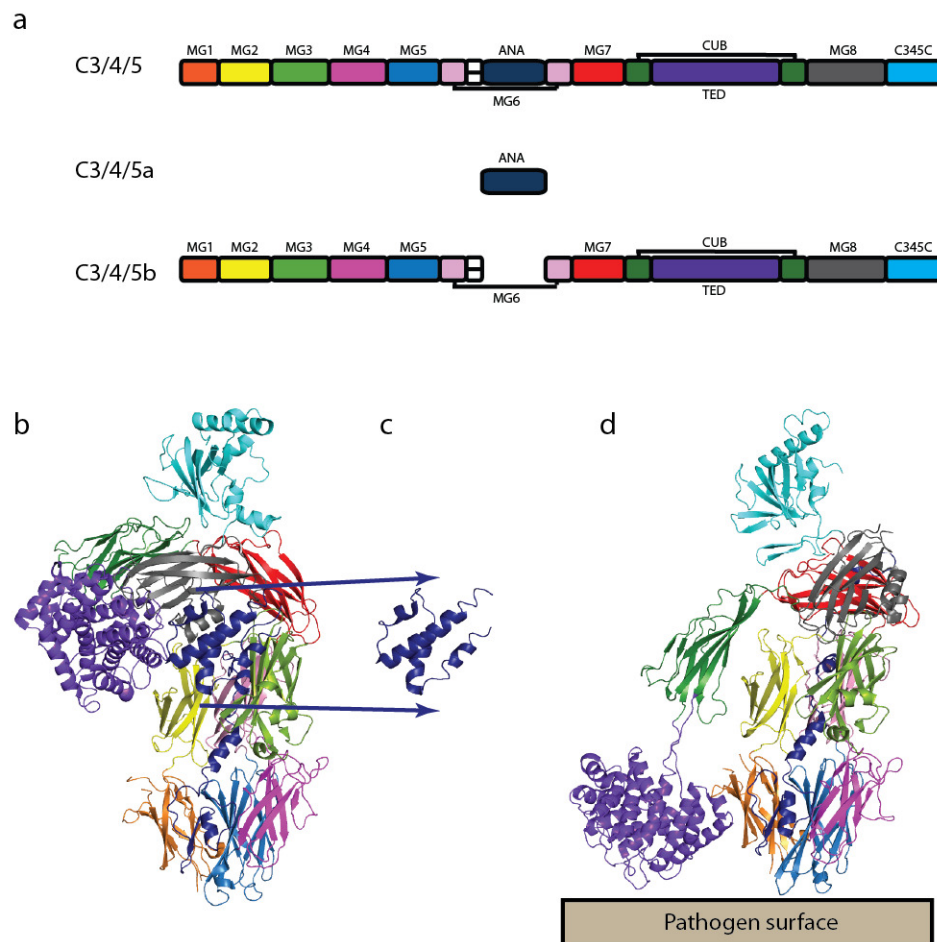 a
MG1 MG2 MG3 MG4 MG5 ANA MG7 CUB MG8 C345C
C3/4/5
MG6 TED
ANA
C3/4/5a
MG1 MG2 MG3 MG4 MG5 MG7 CUB MG8 C345C
C3/4/5b
MG6 TED
b c d
Pathogen surface